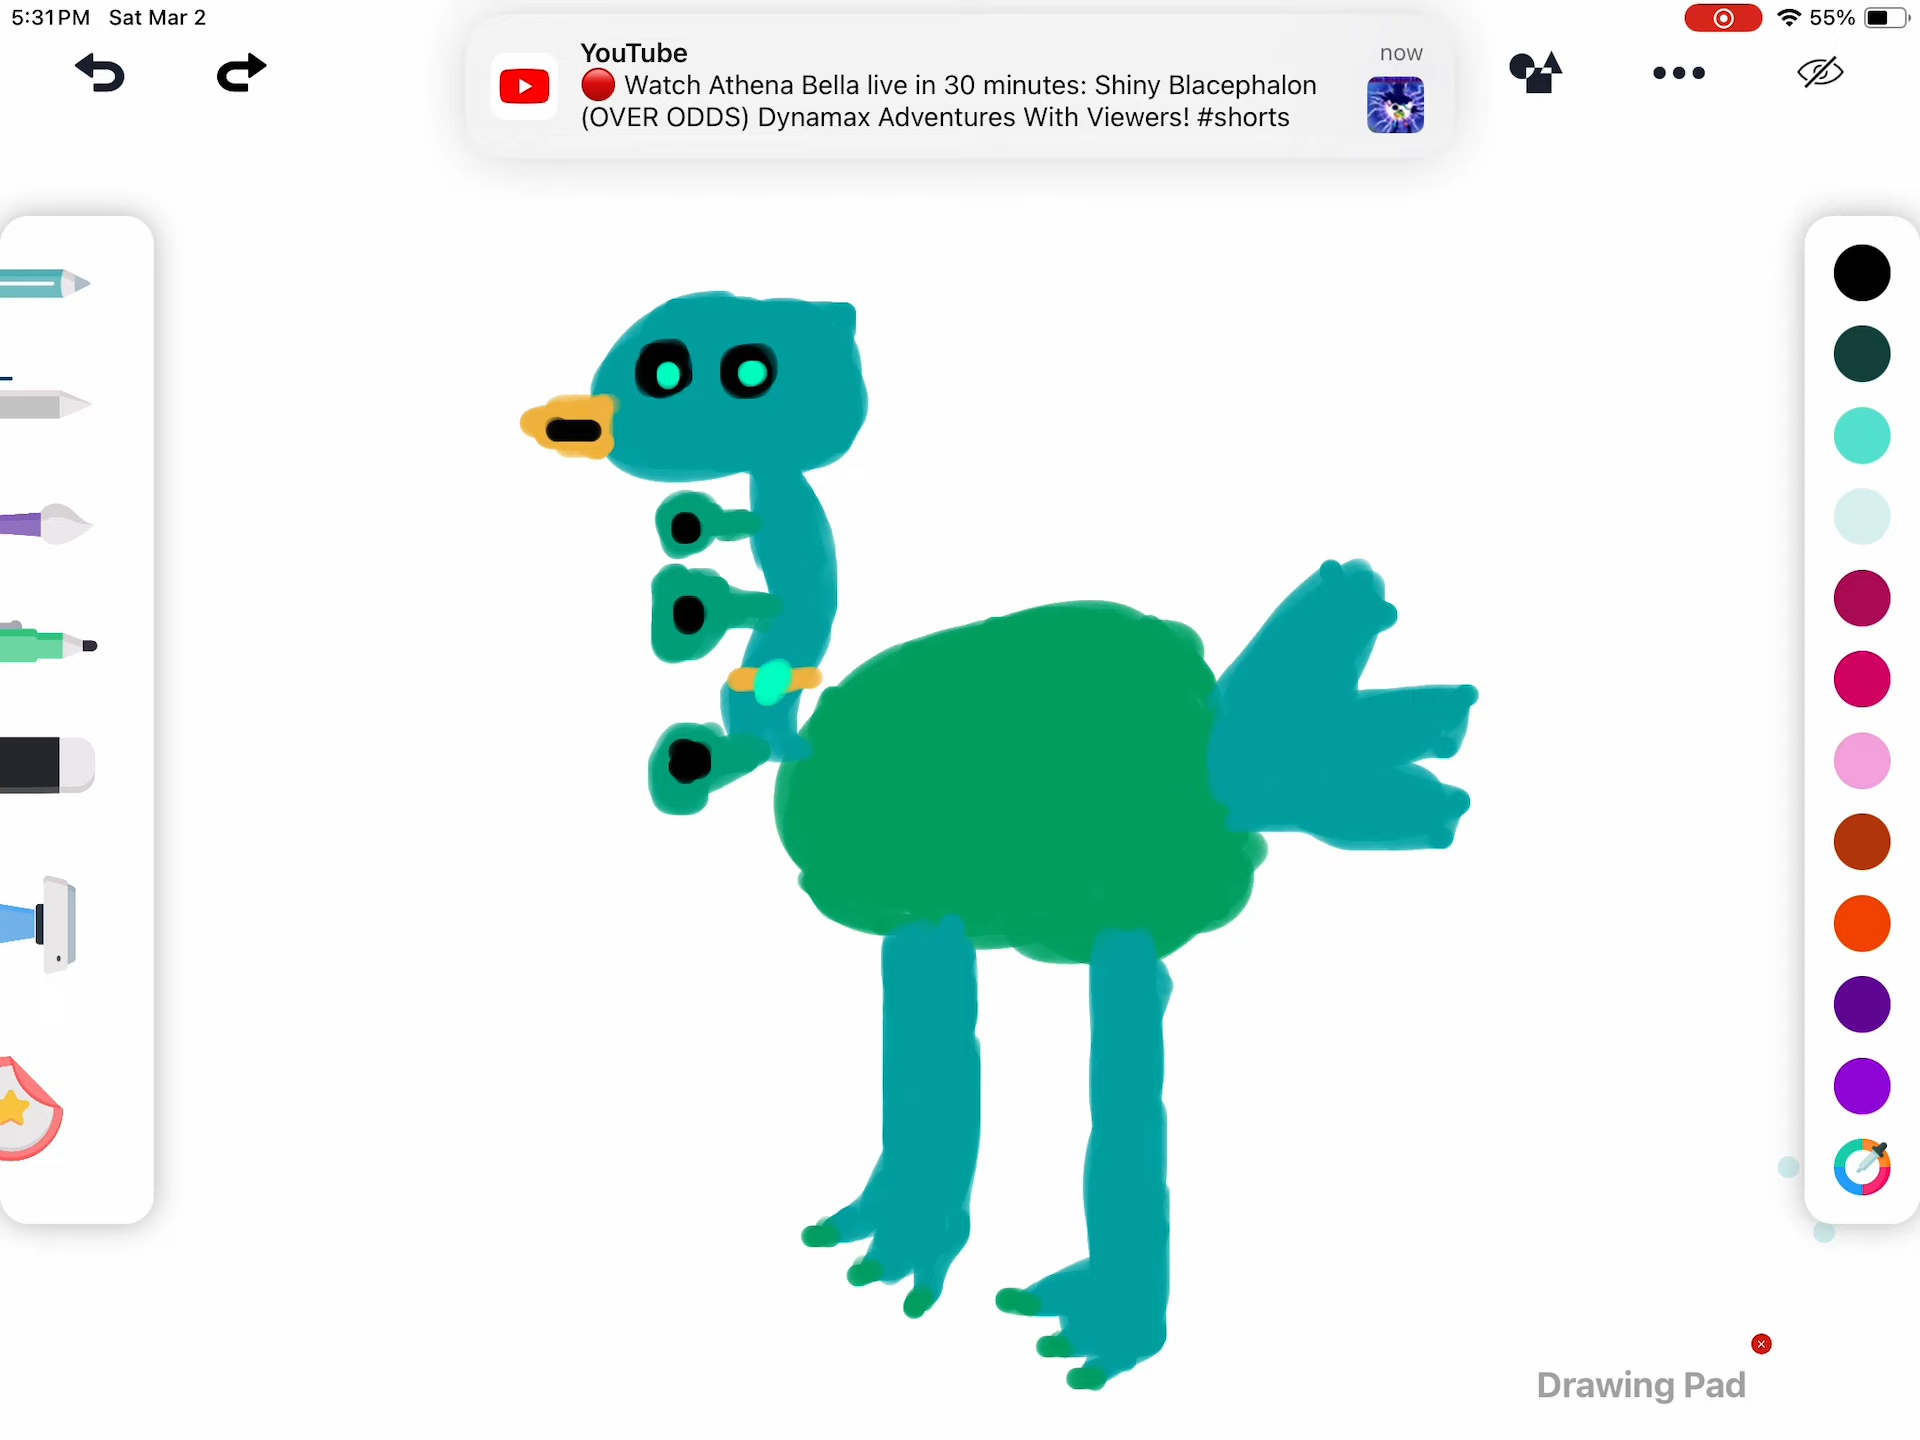 5:31 PM Sat Mar 2
55%
YouTube
now
Watch Athena Bella live in 30 minutes: Shiny Blacephalon
(OVER ODDS) Dynamax Adventures With Viewers! #shorts
Drawing Pad